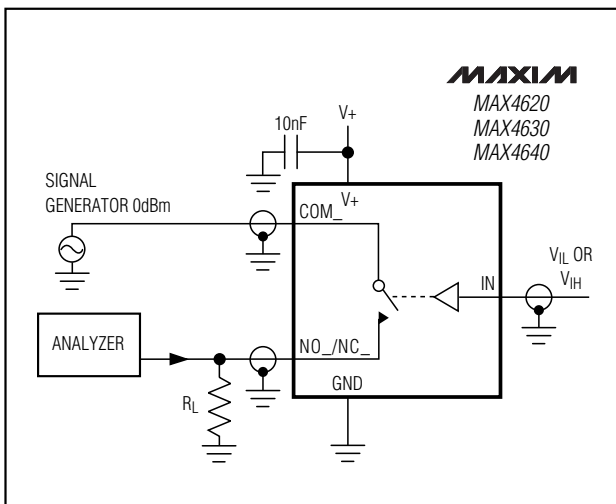 MAXIM
MAX4620
MAX4630
MAX4640
10nF
V+
SIGNAL
GENERATOR 0dBm
V+
COM_
VIL OR
VIH
IN
ANALYZER
NO_/NC_
RL
GND